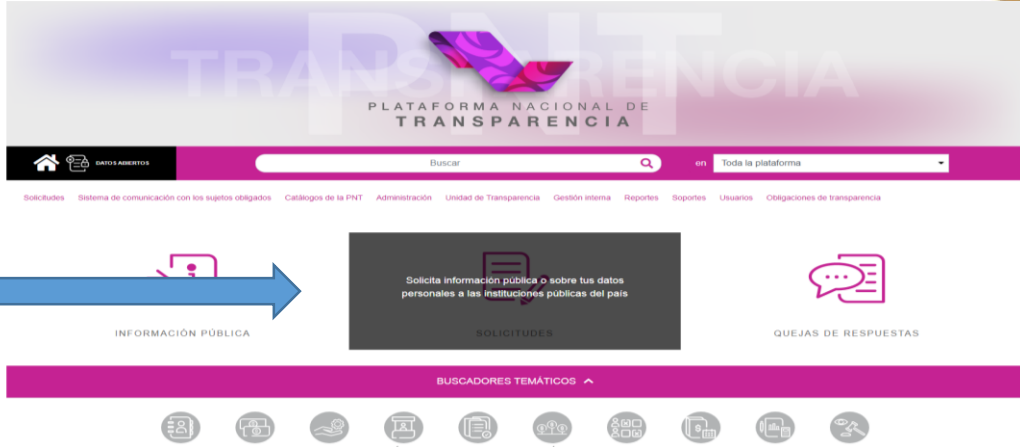 TRANSPARENCIA
PNT
PLATAFORMA NACIONAL DE
TRANSPARENCIA
DATOS ABIERTOS
Buscar
en
Toda la plataforma
Solicitudes Sistema de comunicación con los sujetos obligados Catálogos de la PNT Administración Unidad de Transparencia Gestión interna Reportes Soportes Usuarios Obligaciones de transparencia
Solicita información pública o sobre tus datos
personales a las instituciones públicas del país
INFORMACIÓN PÚBLICA
SOLICITUDES
QUEJAS DE RESPUESTAS
BUSCADORES TEMÁTICOS